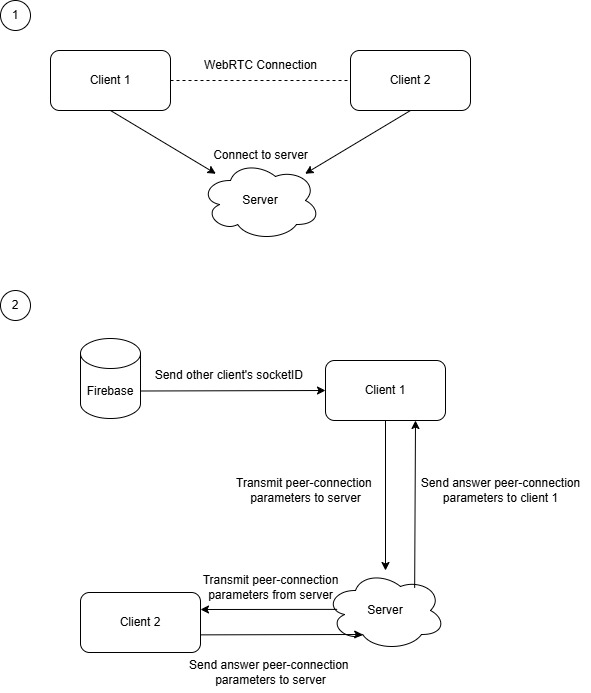 1
WebRTC Connection
Client 1
Client 2
Connect to server
Server
2
Firebase
Send other client's socketID
Client 1
Transmit peer-connection
parameters to server
Send answer peer-connection
parameters to client 1
Transmit peer-connection
parameters from server
Server
Client 2
Send answer peer-connection
parameters to server